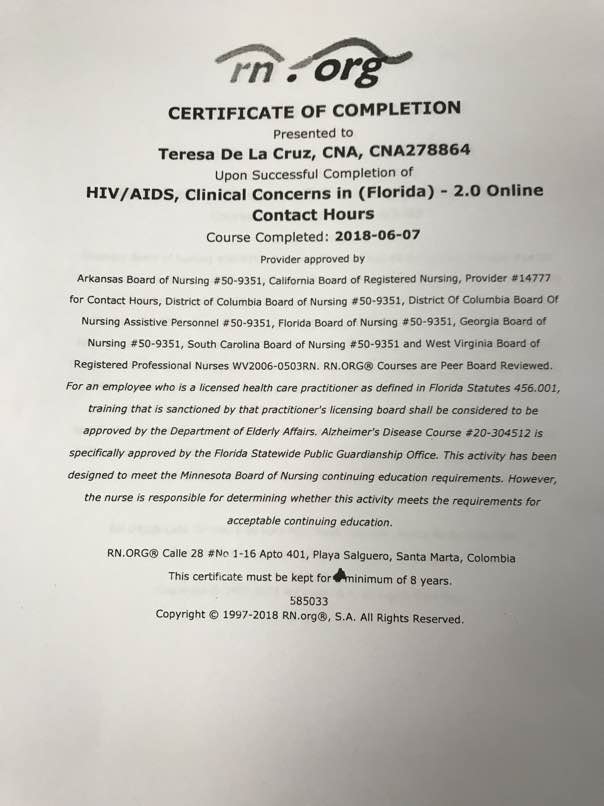 rn.org
CERTIFICATE OF COMPLETION
Presented to
Teresa De La Cruz, CNA, CNA278864
Upon Successful Completion of
HIV/AIDS, Clinical Concerns in (Florida) - 2.0 Online
Contact Hours
Course Completed: 2018-06-07
Provider approved by
Arkansas Board of Nursing #50-9351, California Board of Registered Nursing, Provider #14777
for Contact Hours, District of Columbia Board of Nursing #50-9351, District Of Columbia Board Of
Nursing Assistive Personnel #50-9351, Florida Board of Nursing #50-9351, Georgia Board of
Nursing #50-9351, South Carolina Board of Nursing #50-9351 and West Virginia Board of
Registered Professional Nurses WV2006-0503RN. RN.ORG® Courses are Peer Board Reviewed.
For an employee who is a licensed health care practitioner as defined in Florida Statutes 456.001,
training that is sanctioned by that practitioner's licensing board shall be considered to be
approved by the Department of Elderly Affairs. Alzheimer's Disease Course #20-304512 is
specifically approved by the Florida Statewide Public Guardianship Office. This activity has been
designed to meet the Minnesota Board of Nursing continuing education requirements. However,
the nurse is responsible for determining whether this activity meets the requirements for
acceptable continuing education.
RN.ORG® Calle 28 #No 1-16 Apto 401, Playa Salguero, Santa Marta, Colombia
This certificate must be kept for minimum of 8 years.
585033
Copyright © 1997-2018 RN.org®, S.A. All Rights Reserved.